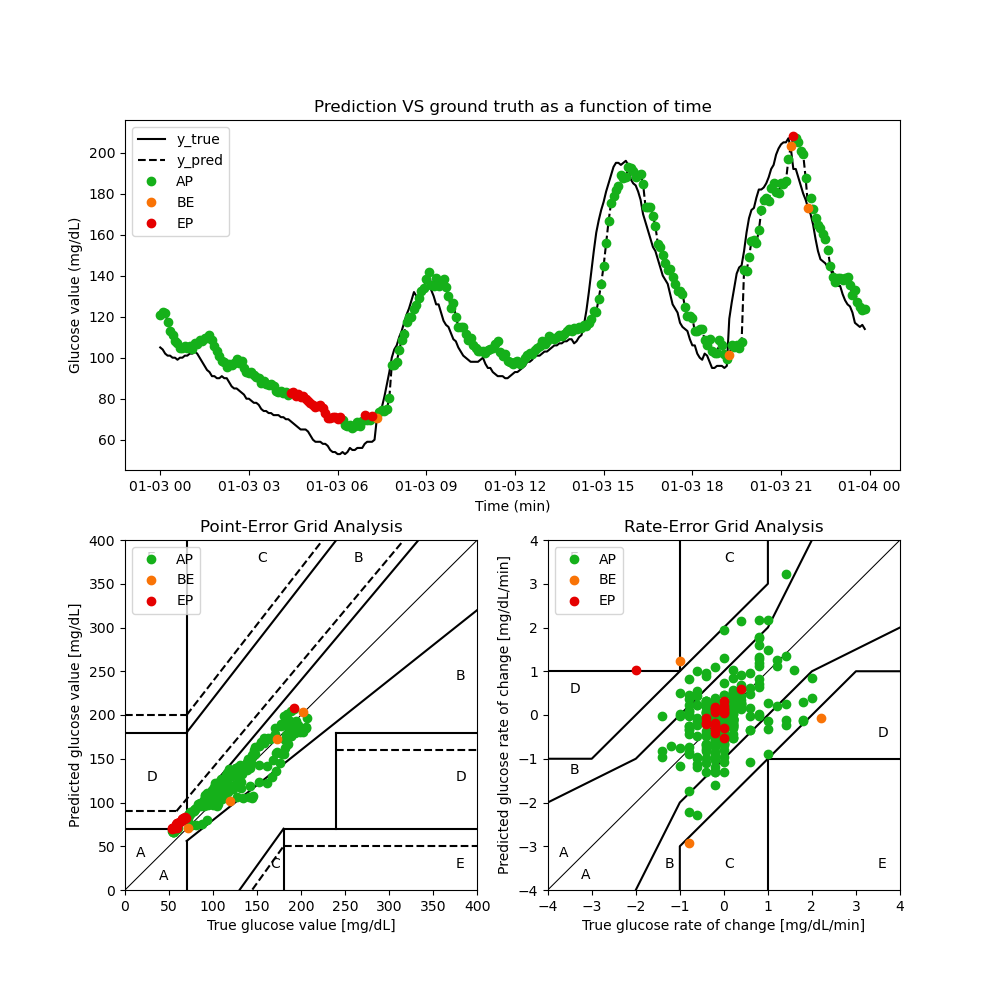 Prediction VS ground truth as a function of time
Glucose value (mg/dL)
200
180
160
140
120
100
80
60
y_true
y_pred
AP
BE
EP
01-03 00 01-03 03 01-03 06 01-03 09 01-03 12 01-03 15 01-03 18 01-03 21 01-04 00
Time (min)
Point-Error Grid Analysis
Predicted glucose value [mg/dL]
400
350
300
250
200
150
100
50
0
AP
BE
EP
C
B
B
D
D
A
A
C
E
0 50 100 150 200 250 300 350 400
True glucose value [mg/dL]
Rate-Error Grid Analysis
Predicted glucose rate of change [mg/dL/min]
4
3
2
1
0
−1
−2
−3
−4
AP
BE
EP
C
D
D
B
A
A
B
C
E
−4 −3 −2 −1 0 1 2 3 4
True glucose rate of change [mg/dL/min]